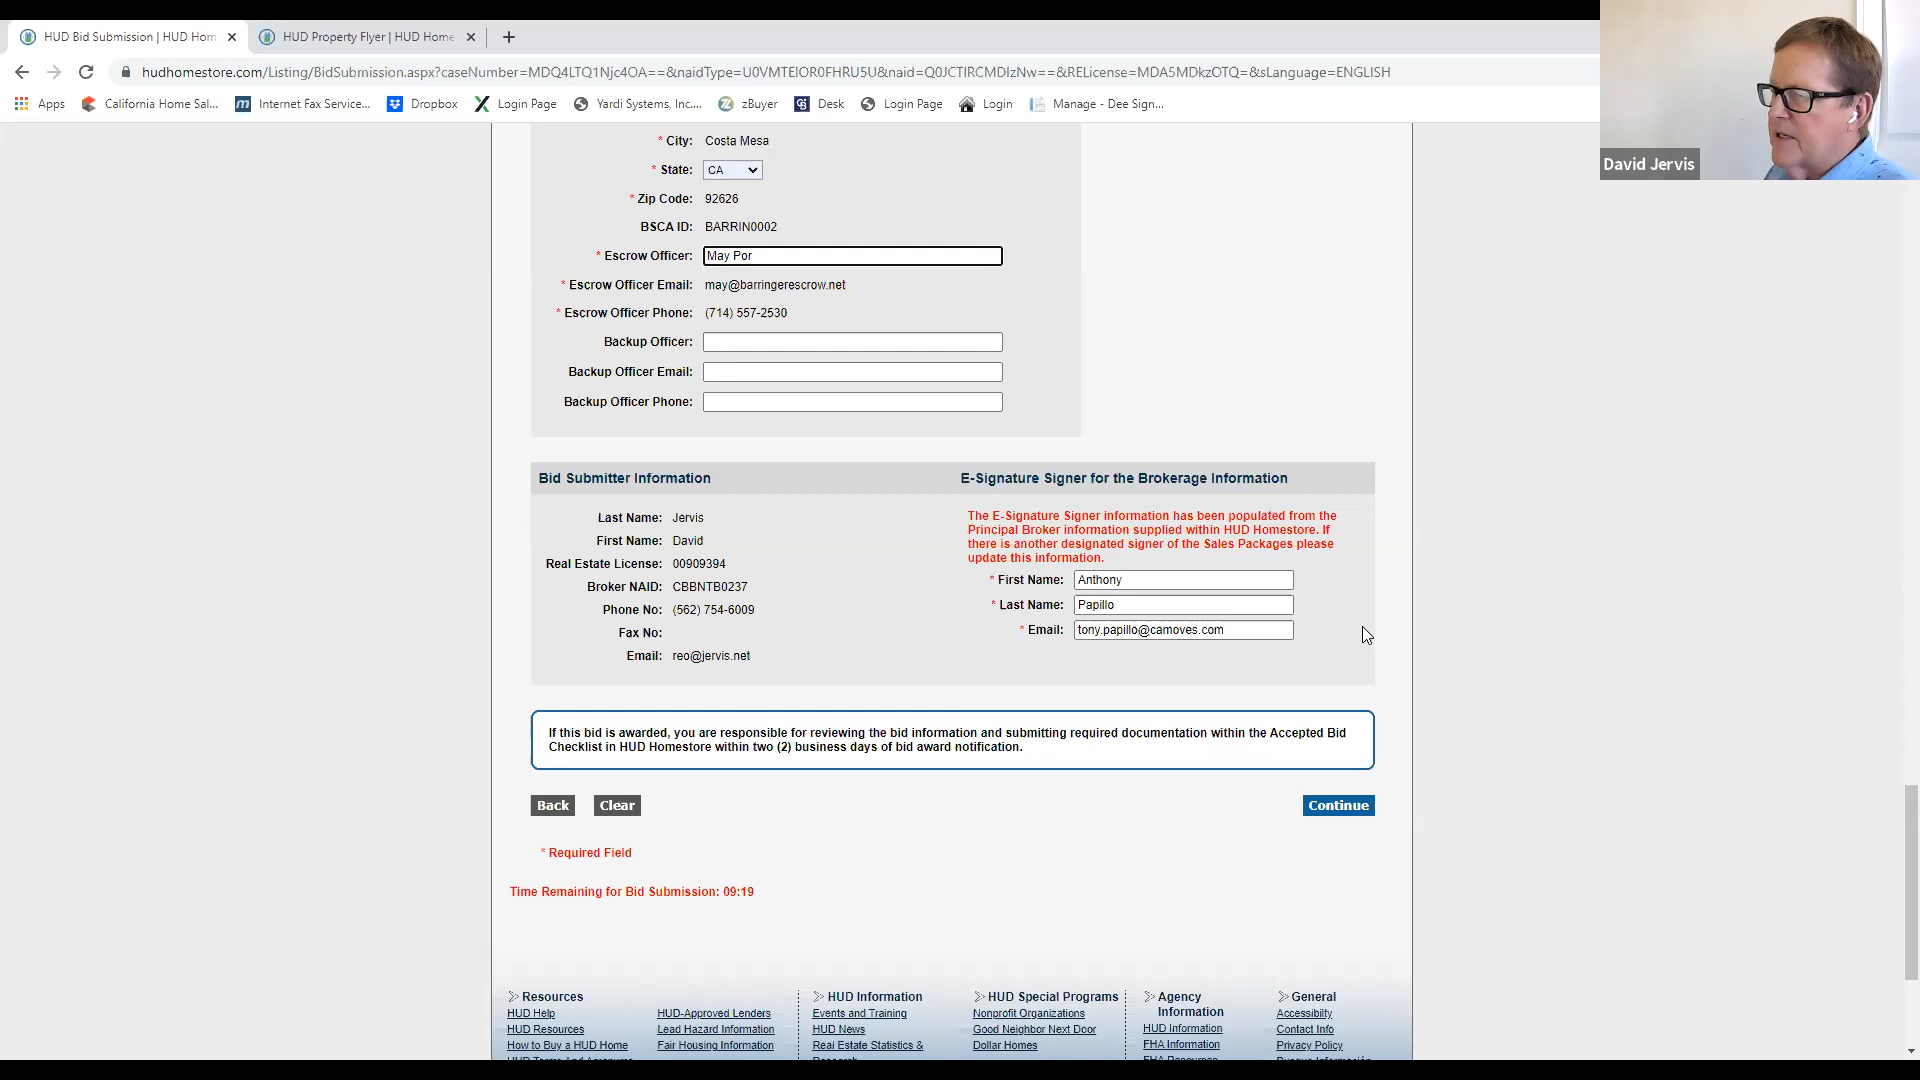 HUD Bid Submission | HUD Hom
HUD Property Flyer | HUD Home
hudhomestore.com/Listing/BidSubmission.aspx?caseNumber=MDQ4LTQ1Njc4OA==&naidType=U0VMTElOR0FHRU5U&naid=Q0JCTlRCMDIzNw==&RELicense=MDA5MDkzOTQ=&sLanguage=ENGLISH
Apps
California Home Sal...
Internet Fax Service...
Dropbox
Login Page
Yardi Systems, Inc....
zBuyer
Desk
Login Page
Login
Manage - Dee Sign...
David Jervis
* City: Costa Mesa
* State: CA
* Zip Code: 92626
BSCA ID: BARRIN0002
* Escrow Officer: May Por
* Escrow Officer Email: may@barringerescrow.net
* Escrow Officer Phone: (714) 557-2530
Backup Officer:
Backup Officer Email:
Backup Officer Phone:
Bid Submitter Information
Last Name: Jervis
First Name: David
Real Estate License: 00909394
Broker NAID: CBBNTB0237
Phone No: (562) 754-6009
Fax No:
Email: reo@jervis.net
E-Signature Signer for the Brokerage Information
The E-Signature Signer information has been populated from the
Principal Broker information supplied within HUD Homestore. If
there is another designated signer of the Sales Packages please
update this information.
* First Name: Anthony
* Last Name: Papillo
* Email: tony.papillo@camoves.com
If this bid is awarded, you are responsible for reviewing the bid information and submitting required documentation within the Accepted Bid
Checklist in HUD Homestore within two (2) business days of bid award notification.
Back
Clear
Continue
* Required Field
Time Remaining for Bid Submission: 09:19
Resources
HUD Help
HUD Resources
How to Buy a HUD Home
HUD Terms And Acronyms
HUD-Approved Lenders
Lead Hazard Information
Fair Housing Information
HUD Information
Events and Training
HUD News
Real Estate Statistics &
Research
HUD Special Programs
Nonprofit Organizations
Good Neighbor Next Door
Dollar Homes
Agency
Information
HUD Information
FHA Information
FHA Resources
General
Accessibilty
Contact Info
Privacy Policy